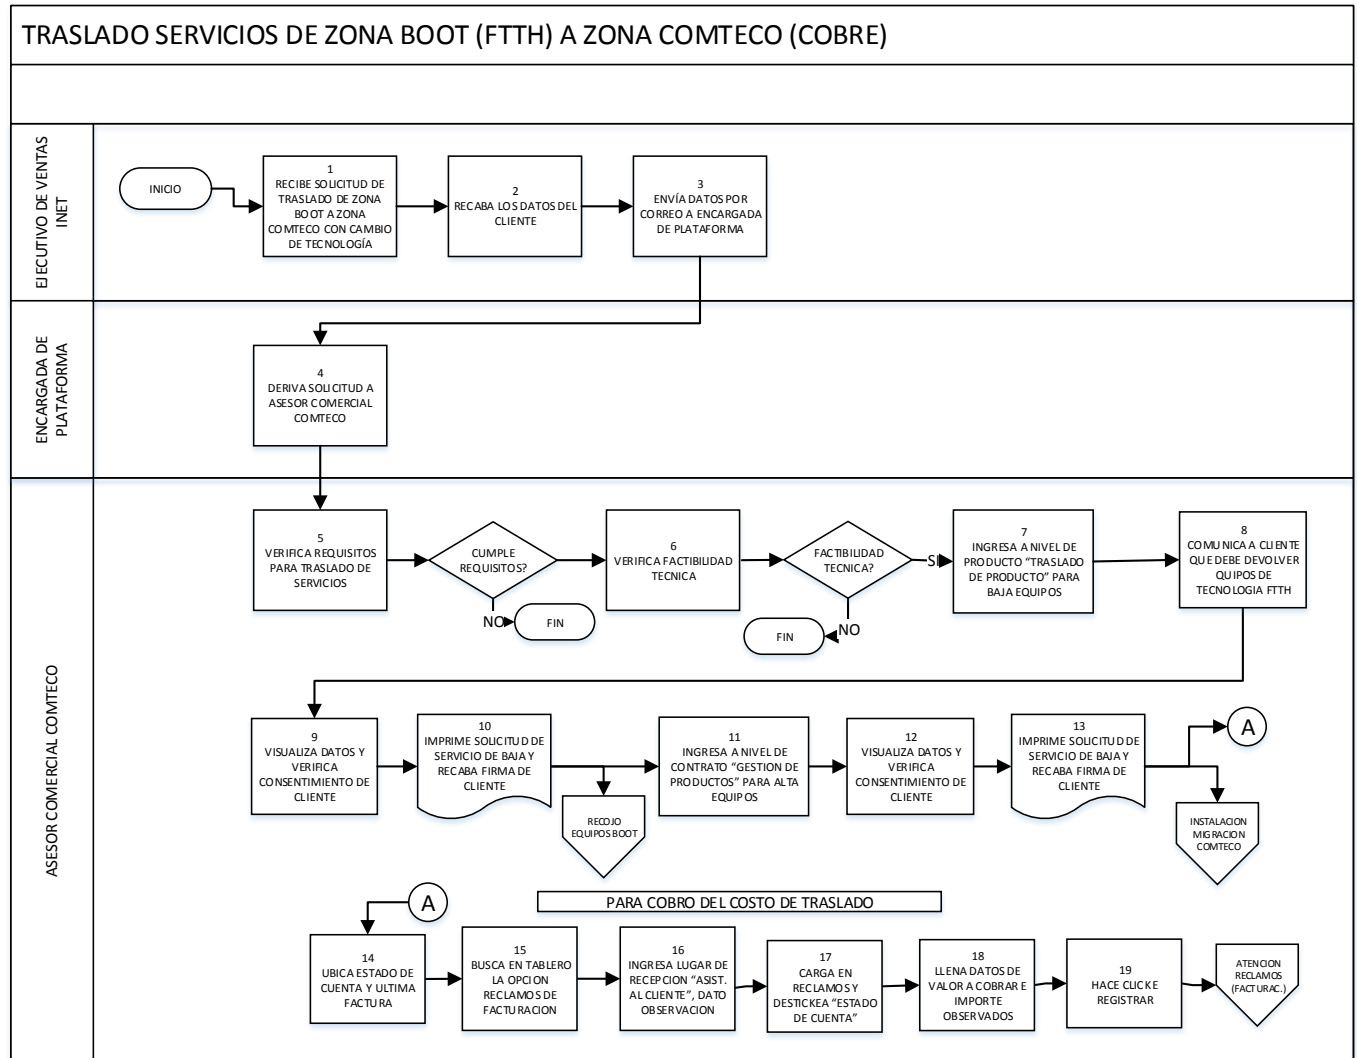 TRASLADO SERVICIOS DE ZONA BOOT (FTTH) A ZONA COMTECO (COBRE)
EJECUTIVO DE VENTAS
INET
INICIO
1
RECIBE SOLICITUD DE
TRASLADO DE ZONA
BOOT A ZONA
COMTECO CON CAMBIO
DE TECNOLOGÍA
2
RECABA LOS DATOS DEL
CLIENTE
3
ENVÍA DATOS POR
CORREO A ENCARGADA
DE PLATAFORMA
ENCARGADA DE
PLATAFORMA
4
DERIVA SOLICITUD A
ASESOR COMERCIAL
COMTECO
ASESOR COMERCIAL COMTECO
5
VERIFICA REQUISITOS
PARA TRASLADO DE
SERVICIOS
CUMPLE
REQUISITOS?
NO
FIN
6
VERIFICA FACTIBILIDAD
TECNICA
FACTIBILIDAD
TECNICA?
NO
FIN
SI
7
INGRESA A NIVEL DE
PRODUCTO “TRASLADO
DE PRODUCTO” PARA
BAJA EQUIPOS
8
COMUNICA A CLIENTE
QUE DEBE DEVOLVER
QUIPOS DE
TECNOLOGIA FTTH
9
VISUALIZA DATOS Y
VERIFICA
CONSENTIMIENTO DE
CLIENTE
10
IMPRIME SOLICITUD DE
SERVICIO DE BAJA Y
RECABA FIRMA DE
CLIENTE
RECOJO
EQUIPOS BOOT
11
INGRESA A NIVEL DE
CONTRATO “GESTION DE
PRODUCTOS” PARA ALTA
EQUIPOS
12
VISUALIZA DATOS Y
VERIFICA
CONSENTIMIENTO DE
CLIENTE
13
IMPRIME SOLICITUD DE
SERVICIO DE BAJA Y
RECABA FIRMA DE
CLIENTE
A
INSTALACION
MIGRACION
COMTECO
A
PARA COBRO DEL COSTO DE TRASLADO
14
UBICA ESTADO DE
CUENTA Y ULTIMA
FACTURA
15
BUSCA EN TABLERO
LA OPCION
RECLAMOS DE
FACTURACION
16
INGRESA LUGAR DE
RECEPCION “ASIST.
AL CLIENTE”, DATO
OBSERVACION
17
CARGA EN
RECLAMOS Y
DESTICKEA “ESTADO
DE CUENTA”
18
LLENA DATOS DE
VALOR A COBRAR E
IMPORTE
OBSERVADOS
19
HACE CLICKE
REGISTRAR
ATENCION
RECLAMOS
(FACTURAC.)